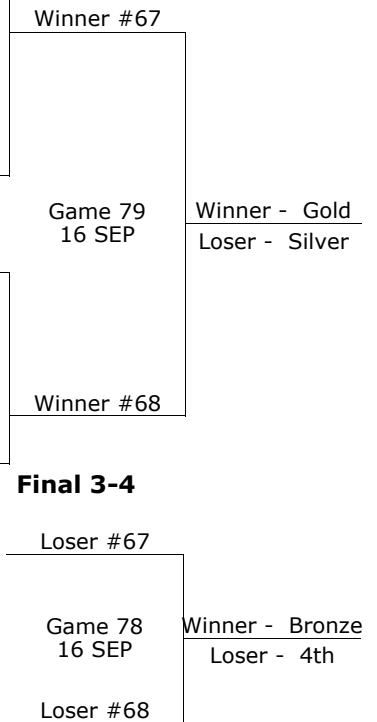 Winner #67
Game 79
16 SEP
Winner - Gold
Loser - Silver
Winner #68
Final 3-4
Loser #67
Game 78
16 SEP
Winner - Bronze
Loser - 4th
Loser #68